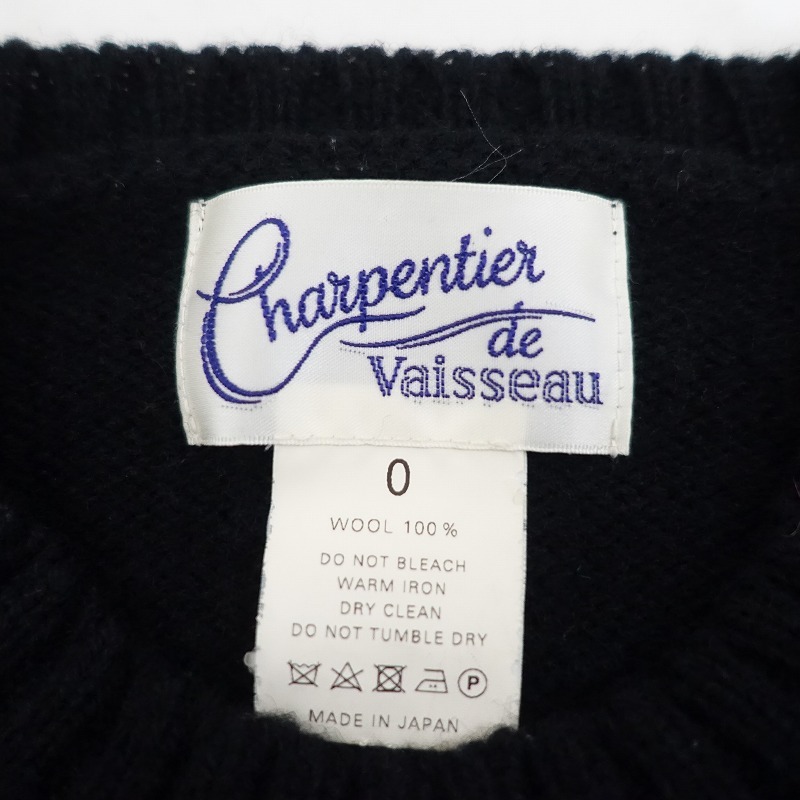 Charpentier
de
Vaisseau
0
WOOL 100%
DO NOT BLEACH
WARM IRON
DRY CLEAN
DO NOT TUMBLE DRY
P
MADE IN JAPAN